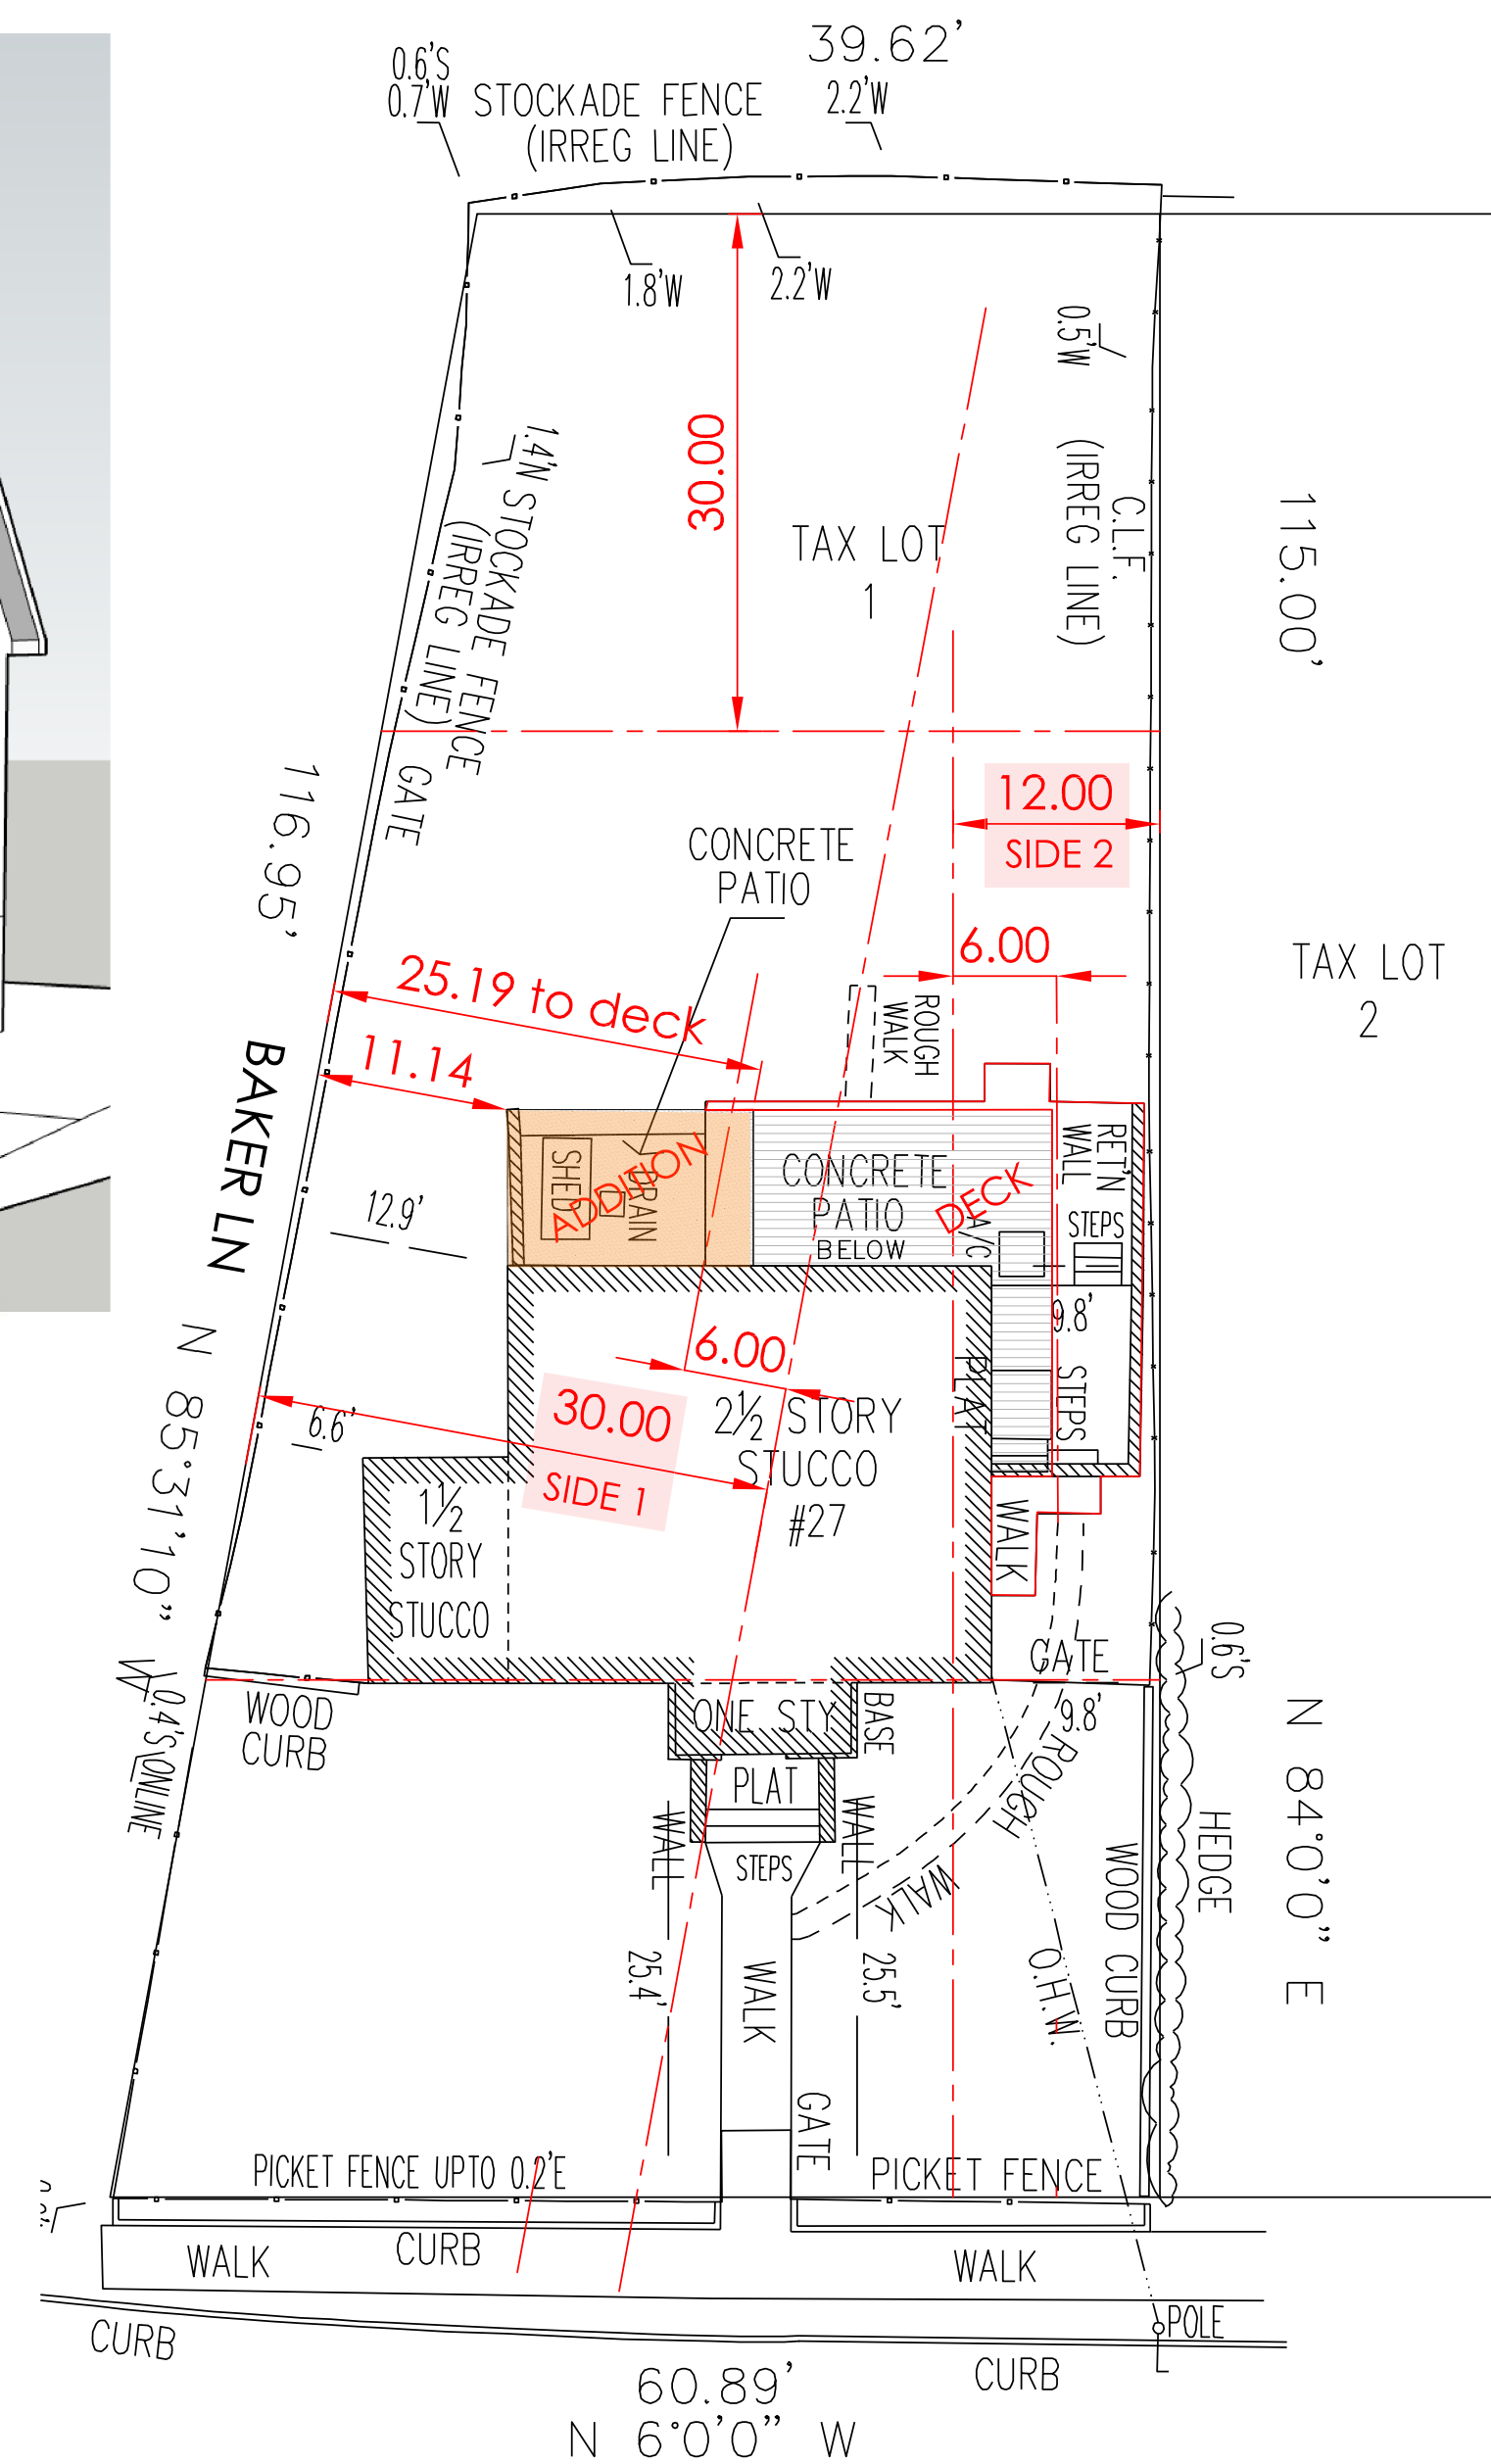 39.62'
0.6'S
0.7'W
STOCKADE FENCE
(IRREG LINE)
2.2'W
1.8'W
2.2'W
0.5'W
30.00
1.4'N STOCKADE FENCE
(IRREG LINE)
C.L.F.
(IRREG LINE)
115.00'
TAX LOT
1
GATE
116.95'
12.00
SIDE 2
CONCRETE
PATIO
6.00
TAX LOT
2
25.19 to deck
11.14
ROUGH
WALK
BAKER LN
SHED
DRAIN
ADDITION
CONCRETE
PATIO
BELOW
DECK
A/C
RET'N
WALL
STEPS
12.9'
9.8'
N 85°31'10" W
6.00
PLAT
STEPS
6.6'
30.00
SIDE 1
2½ STORY
STUCCO
#27
1½
STORY
STUCCO
WALK
0.6'S
GATE
9.8'
WOOD
CURB
0.4'S\ONLINE
ONE STY
BASE
PLAT
WALL
WALL
STEPS
ROUGH
WALK
HEDGE
WOOD CURB
N 84°0'0" E
25.4'
WALK
25.5'
O.H.W.
GATE
PICKET FENCE UPTO 0.2'E
PICKET FENCE
WALK
CURB
WALK
CURB
POLE
CURB
60.89'
N 6°0'0" W